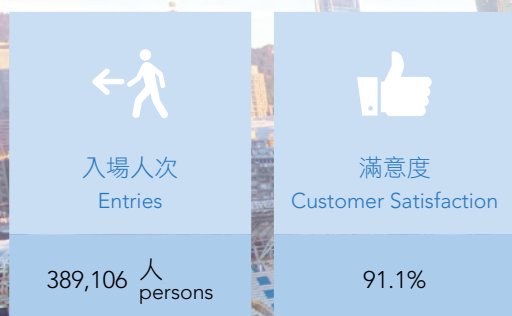 入場人次
Entries
389,106 人
persons
滿意度
Customer Satisfaction
91.1%